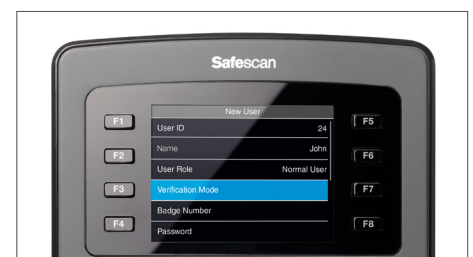 Safescan
New User
F1
User ID 24
F5
F2
Name John
F6
User Role Normal User
F3
Verification Mode
F7
Badge Number
F4
Password
F8